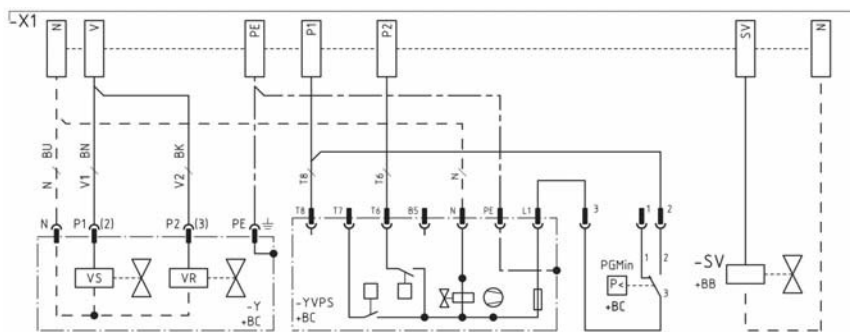 -X1
N
V
PE
P1
P2
SV
N
BU
BN
BK
N
V1
V2
T8
T6
N
N
P1
(2)
P2
(3)
PE
T8
T7
T6
B5
N
PE
L1
3
1
2
VS
VR
-Y
+BC
-YVPS
+BC
PGMin
P<
+BC
1
2
3
-SV
+BB